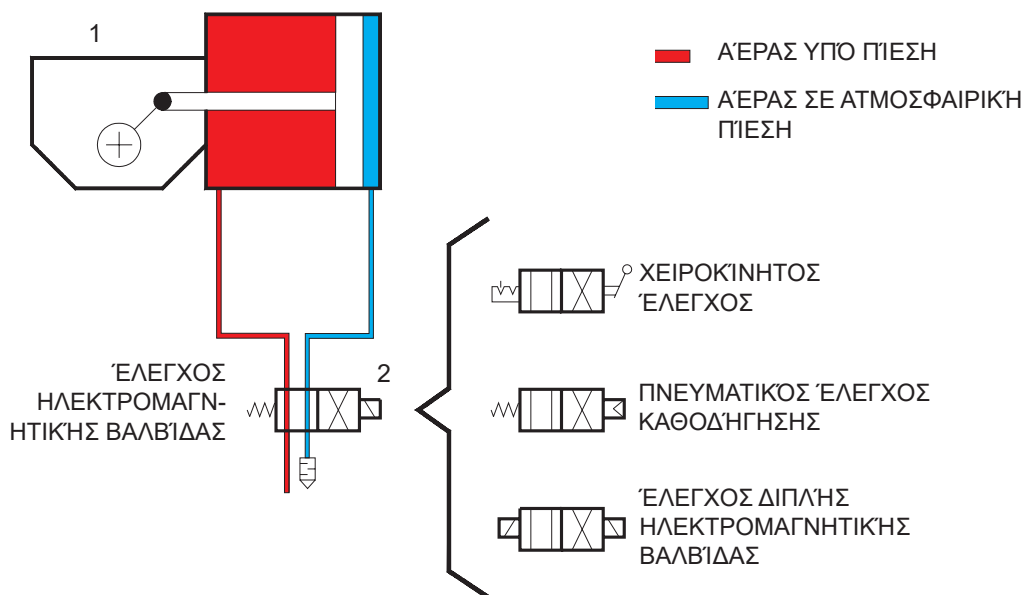 1
ΑΈΡΑΣ ΥΠΌ ΠΊΕΣΗ
ΑΈΡΑΣ ΣΕ ΑΤΜΟΣΦΑΙΡΙΚΉ
ΠΊΕΣΗ
ΈΛΕΓΧΟΣ
ΗΛΕΚΤΡΟΜΑΓΝ-
ΗΤΙΚΉΣ ΒΑΛΒΊΔΑΣ
2
ΧΕΙΡΟΚΊΝΗΤΟΣ
ΈΛΕΓΧΟΣ
ΠΝΕΥΜΑΤΙΚΌΣ ΈΛΕΓΧΟΣ
ΚΑΘΟΔΉΓΗΣΗΣ
ΈΛΕΓΧΟΣ ΔΙΠΛΉΣ
ΗΛΕΚΤΡΟΜΑΓΝΗΤΙΚΉΣ
ΒΑΛΒΊΔΑΣ